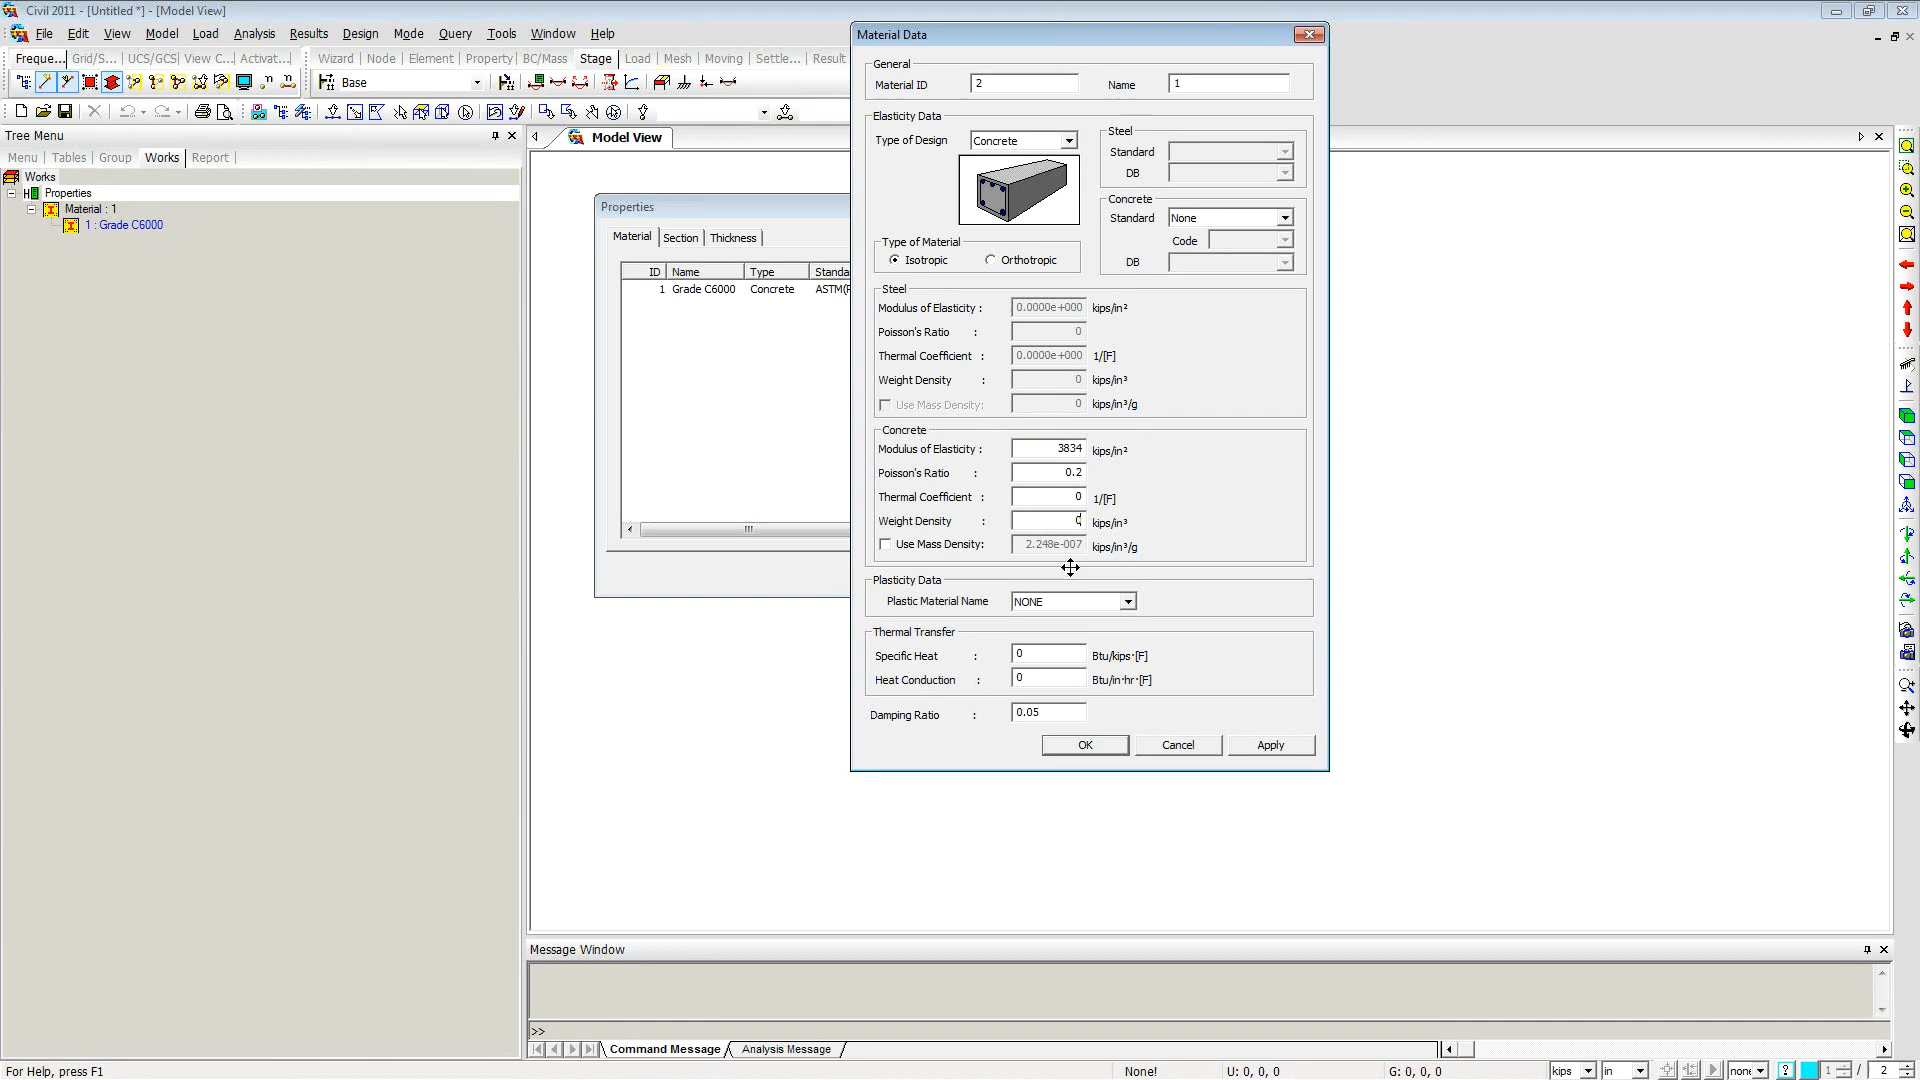 Civil 2011 - [Untitled *] - [Model View]
File Edit View Model Load Analysis Results Design Mode Query Tools Window Help
Freque... Grid/S... UCS/GCS View C... Activat... Wizard Node Element Property BC/Mass Stage Load Mesh Moving Settle... Result
Base
Tree Menu
Model View
Menu Tables Group Works Report
Works
Properties
Material : 1
1 : Grade C6000
Properties
Material Section Thickness
ID Name Type Standa
1 Grade C6000 Concrete ASTM(R
Material Data
General
Material ID 2 Name 1
Elasticity Data
Type of Design Concrete
Steel
Standard
DB
Concrete
Standard None
Code
DB
Type of Material
Isotropic Orthotropic
Steel
Modulus of Elasticity : 0.0000e+000 kips/in²
Poisson's Ratio : 0
Thermal Coefficient : 0.0000e+000 1/[F]
Weight Density : 0 kips/in³
Use Mass Density: 0 kips/in³/g
Concrete
Modulus of Elasticity : 3834 kips/in²
Poisson's Ratio : 0.2
Thermal Coefficient : 0 1/[F]
Weight Density : 0 kips/in³
Use Mass Density: 2.248e-007 kips/in³/g
Plasticity Data
Plastic Material Name NONE
Thermal Transfer
Specific Heat : 0 Btu/kips·[F]
Heat Conduction : 0 Btu/in·hr·[F]
Damping Ratio : 0.05
OK Cancel Apply
Message Window
>>
Command Message Analysis Message
For Help, press F1 None! U: 0, 0, 0 G: 0, 0, 0 kips in none ? 1 / 2